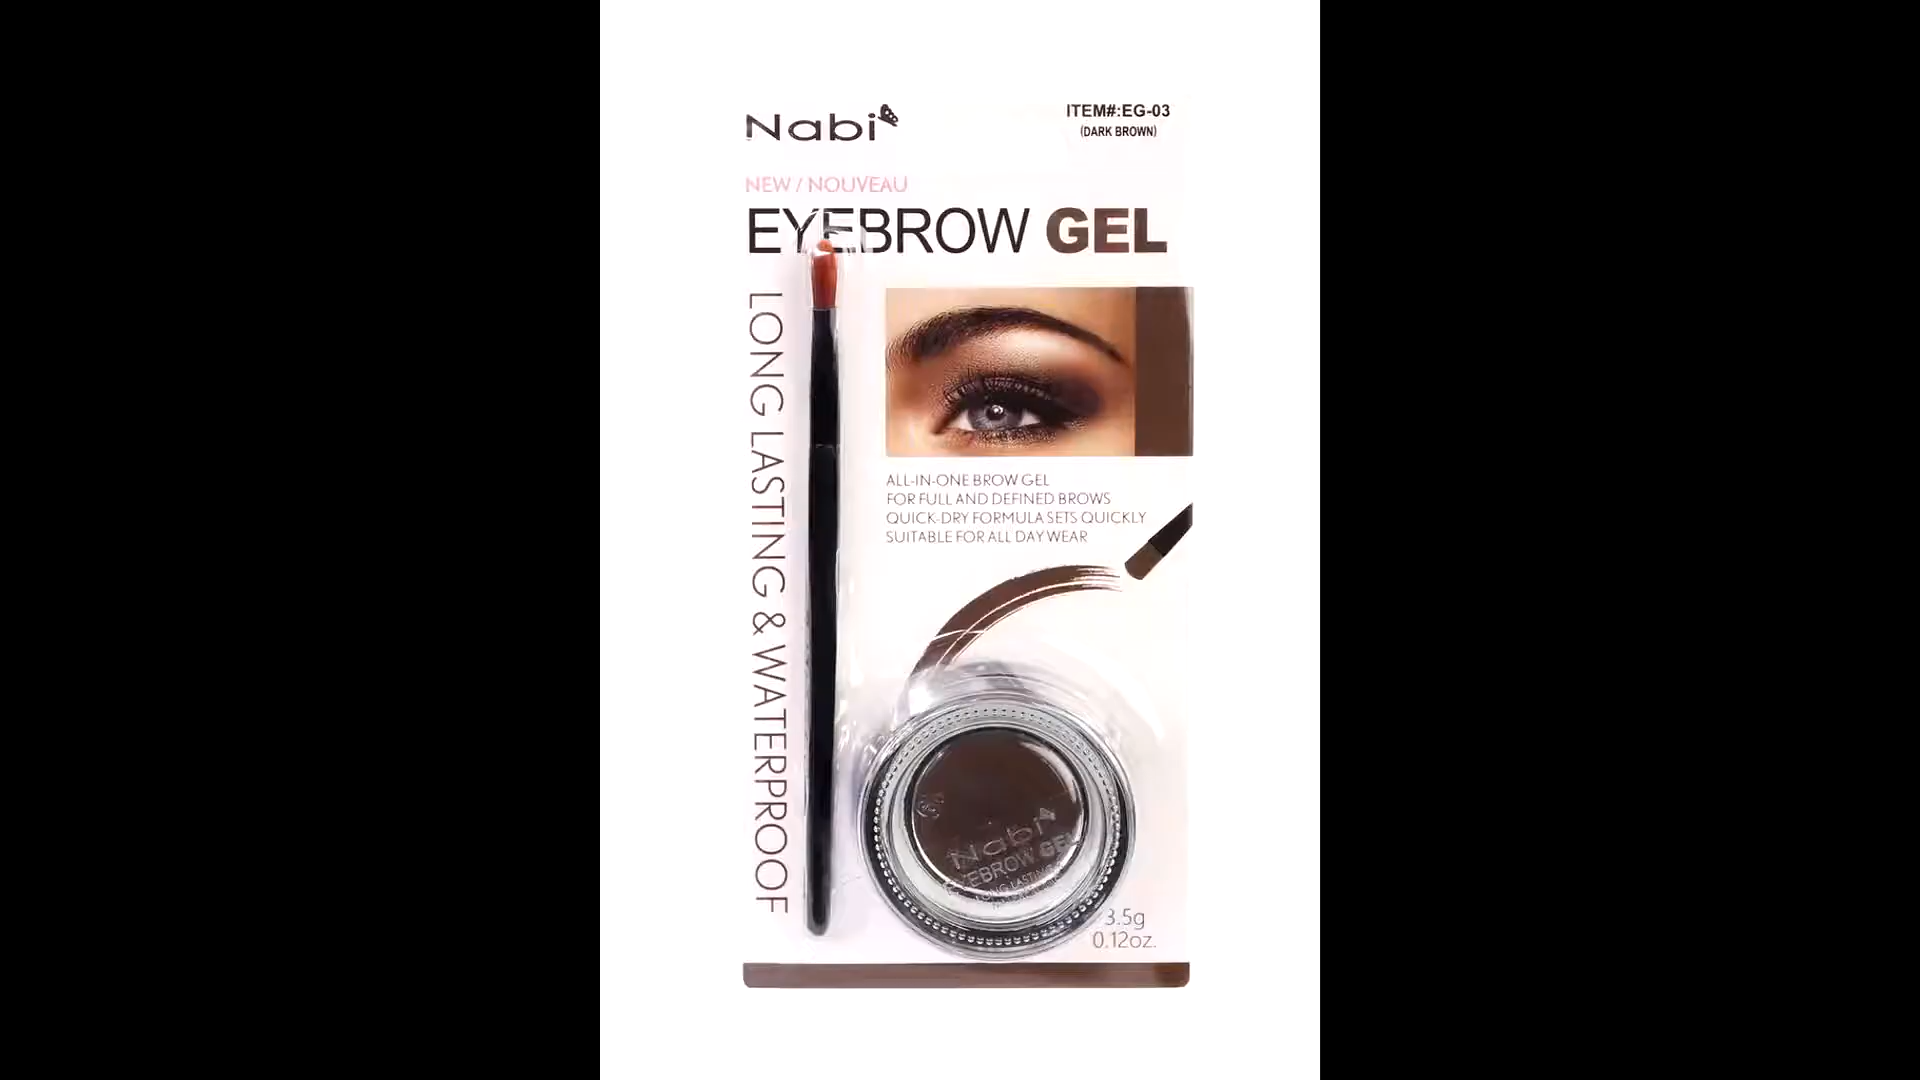 Nabi
ITEM#:EG-03
(DARK BROWN)
NEW / NOUVEAU
EYEBROW GEL
LONG LASTING & WATERPROOF
ALL-IN-ONE BROW GEL
FOR FULL AND DEFINED BROWS
QUICK-DRY FORMULA SETS QUICKLY
SUITABLE FOR ALL DAY WEAR
Nabi
EYEBROW GEL
LONG LASTING
3.5g
0.12oz.